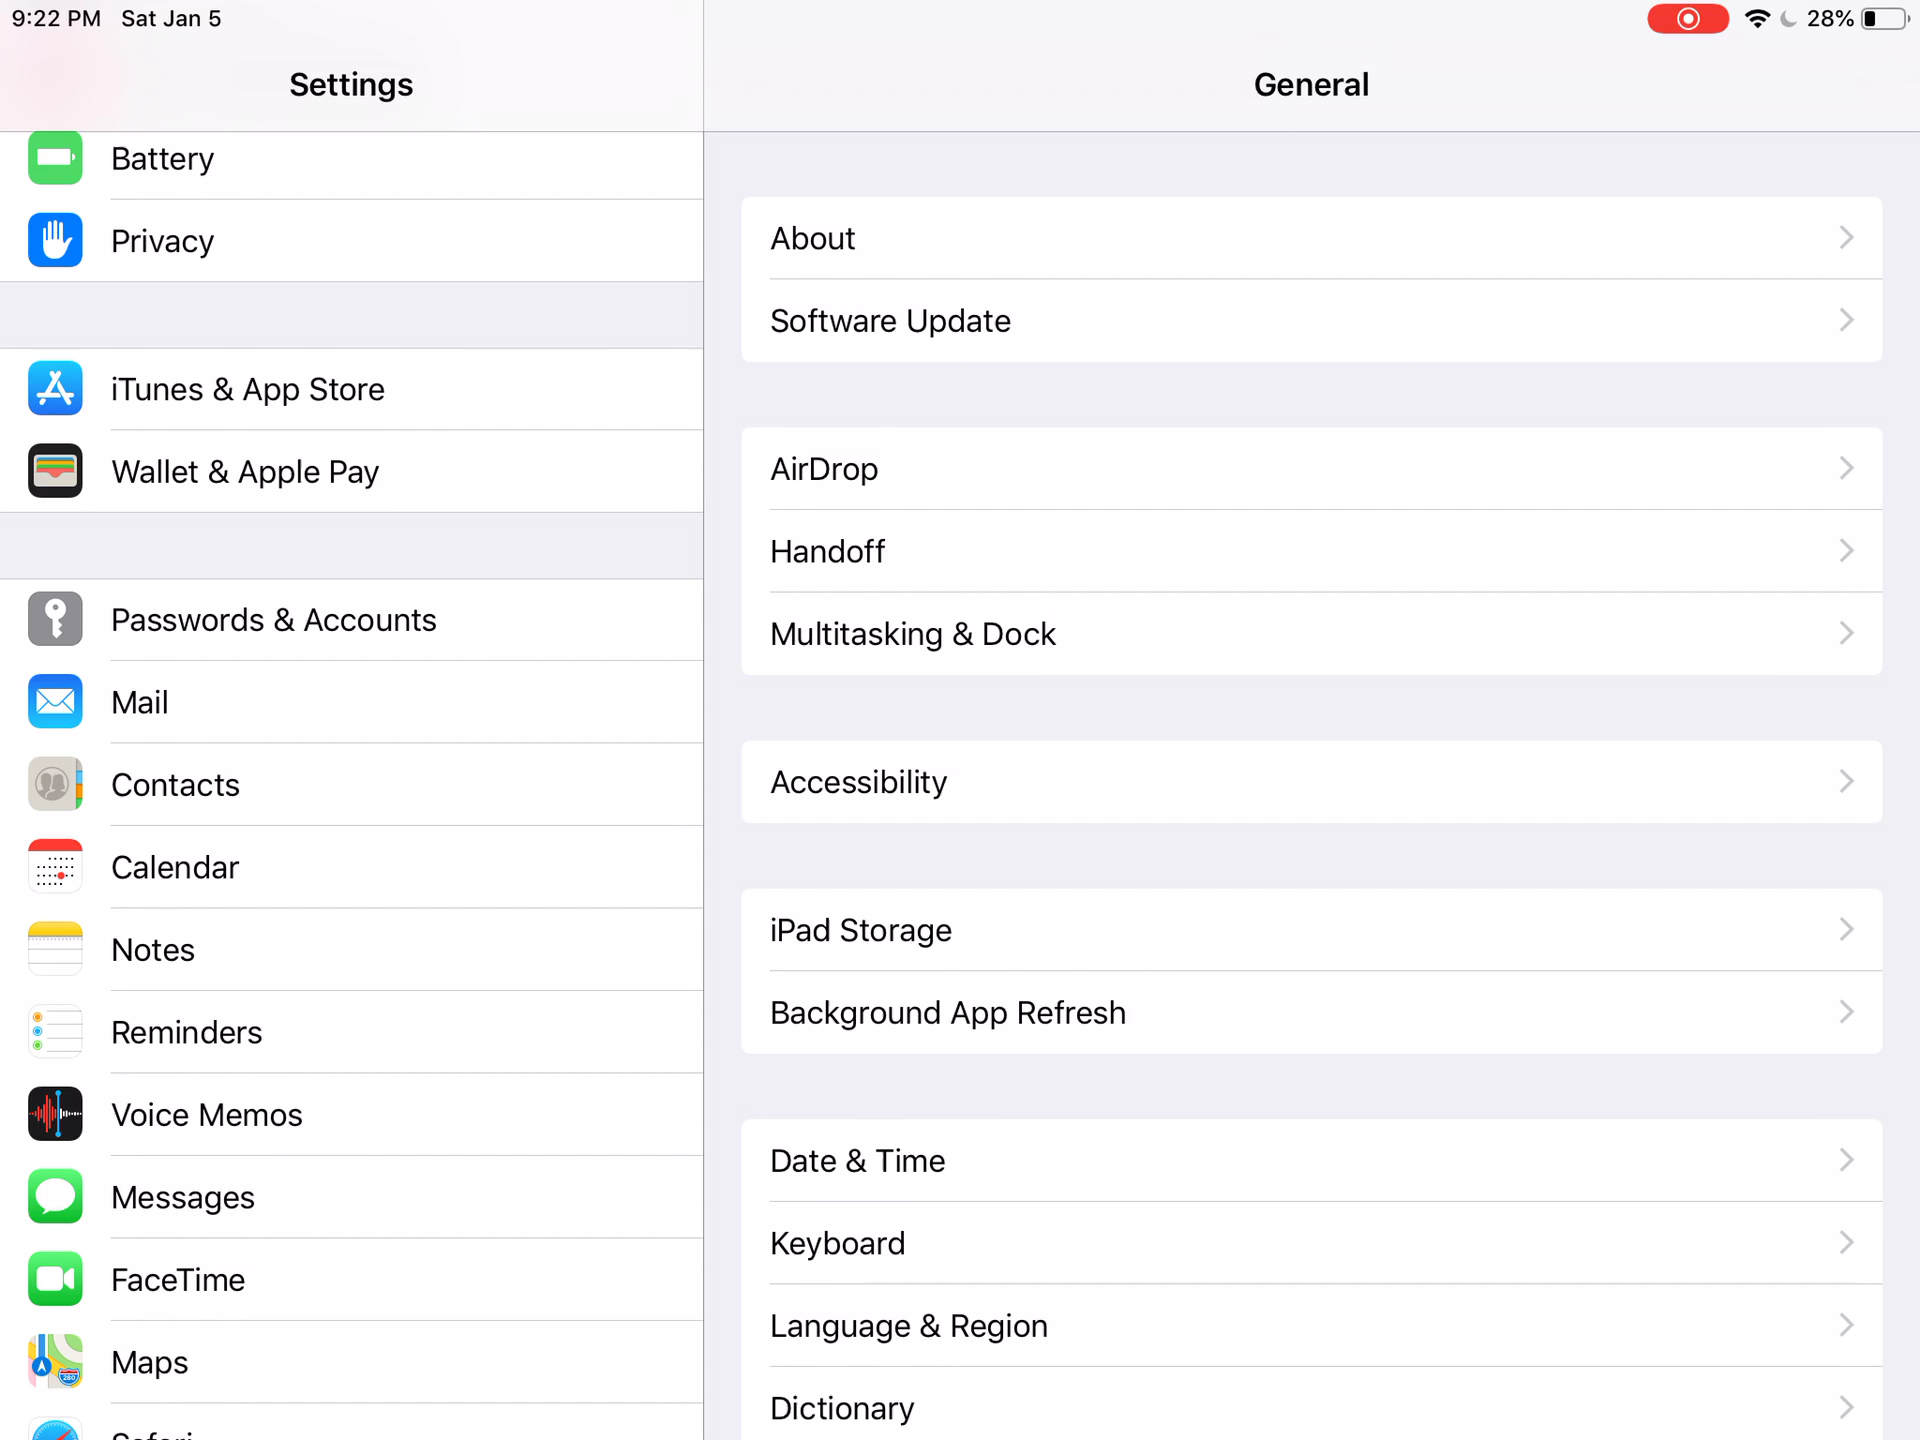 9:22 PM Sat Jan 5
28%
Settings
Battery
Privacy
iTunes & App Store
Wallet & Apple Pay
Passwords & Accounts
Mail
Contacts
Calendar
Notes
Reminders
Voice Memos
Messages
FaceTime
280
Maps
Safari
General
About
Software Update
AirDrop
Handoff
Multitasking & Dock
Accessibility
iPad Storage
Background App Refresh
Date & Time
Keyboard
Language & Region
Dictionary